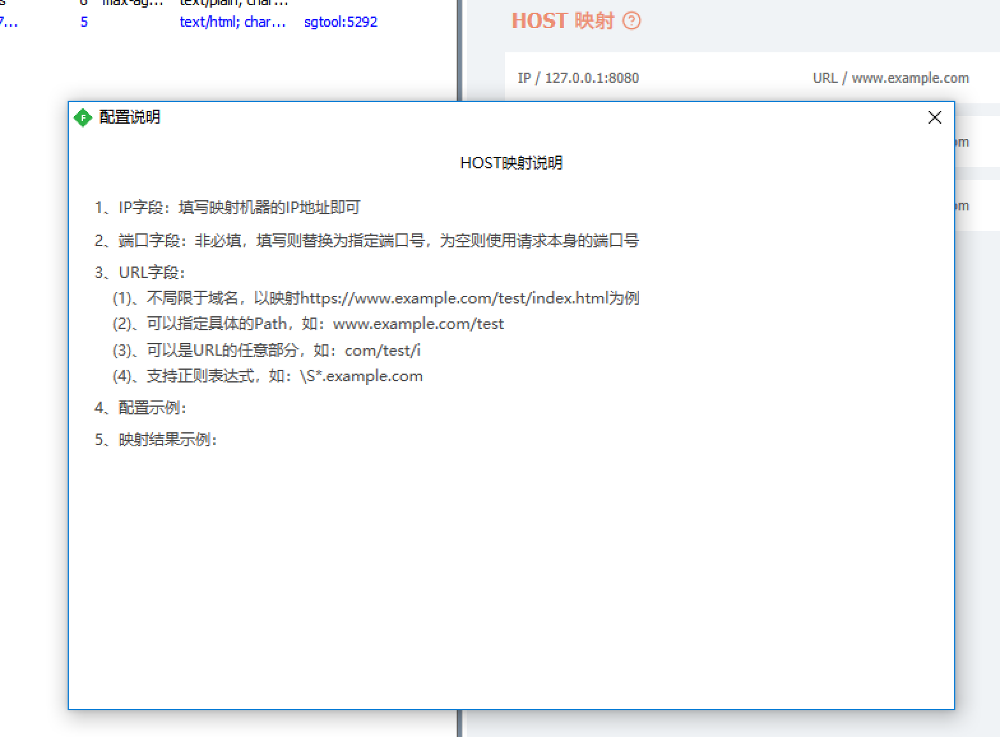 6 max-ag... text/plain; char...
7... 5 text/html; char... sgtool:5292
HOST 映射
IP / 127.0.0.1:8080 URL / www.example.com
配置说明
HOST映射说明
1、IP字段：填写映射机器的IP地址即可
2、端口字段：非必填，填写则替换为指定端口号，为空则使用请求本身的端口号
3、URL字段：
(1)、不局限于域名，以映射https://www.example.com/test/index.html为例
(2)、可以指定具体的Path，如：www.example.com/test
(3)、可以是URL的任意部分，如：com/test/i
(4)、支持正则表达式，如：\S*.example.com
4、配置示例：
5、映射结果示例：